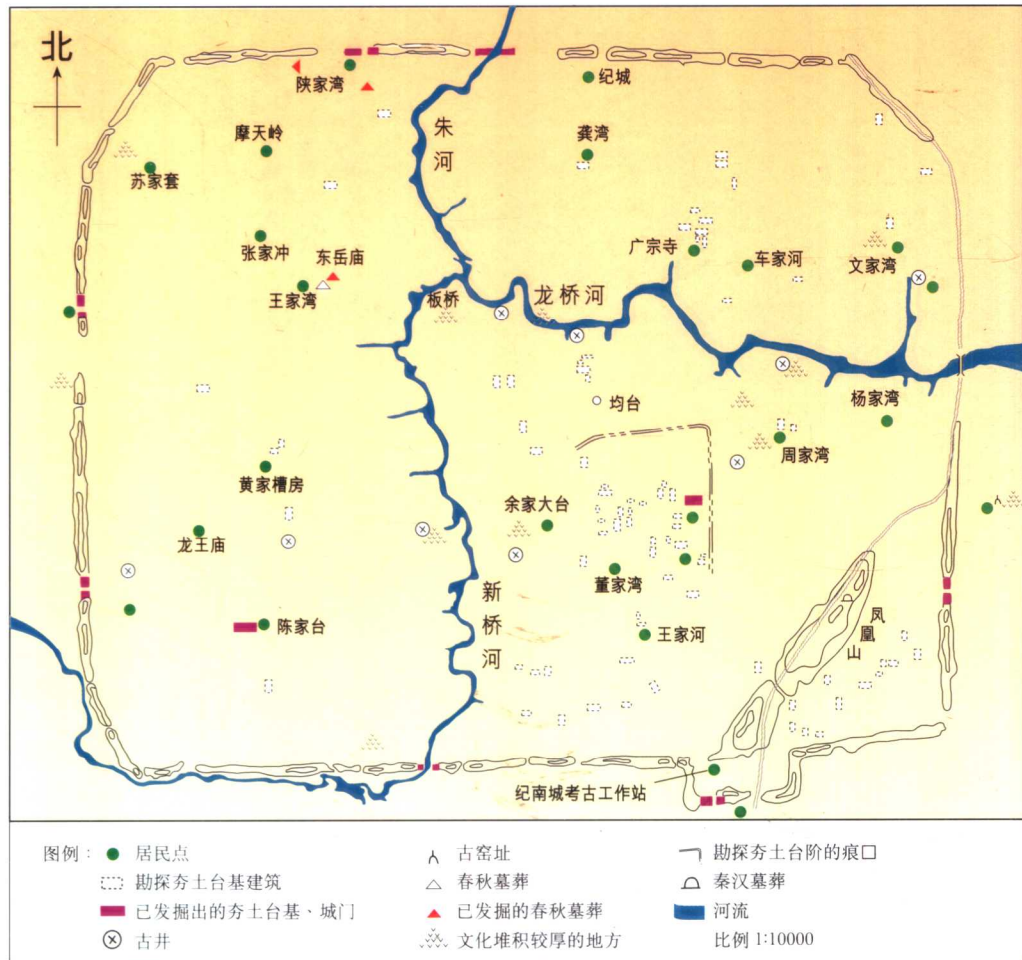 北
陕家湾
纪城
朱河
龚湾
摩天岭
苏家套
张家冲
东岳庙
王家湾
广宗寺
车家河
文家湾
板桥
龙桥河
均台
杨家湾
周家湾
黄家槽房
余家大台
龙王庙
董家湾
新桥河
陈家台
王家河
凤凰山
纪南城考古工作站
图例：
居民点
古窑址
勘探夯土台阶的痕口
勘探夯土台基建筑
春秋墓葬
秦汉墓葬
已发掘出的夯土台基、城门
已发掘的春秋墓葬
河流
古井
文化堆积较厚的地方
比例 1:10000